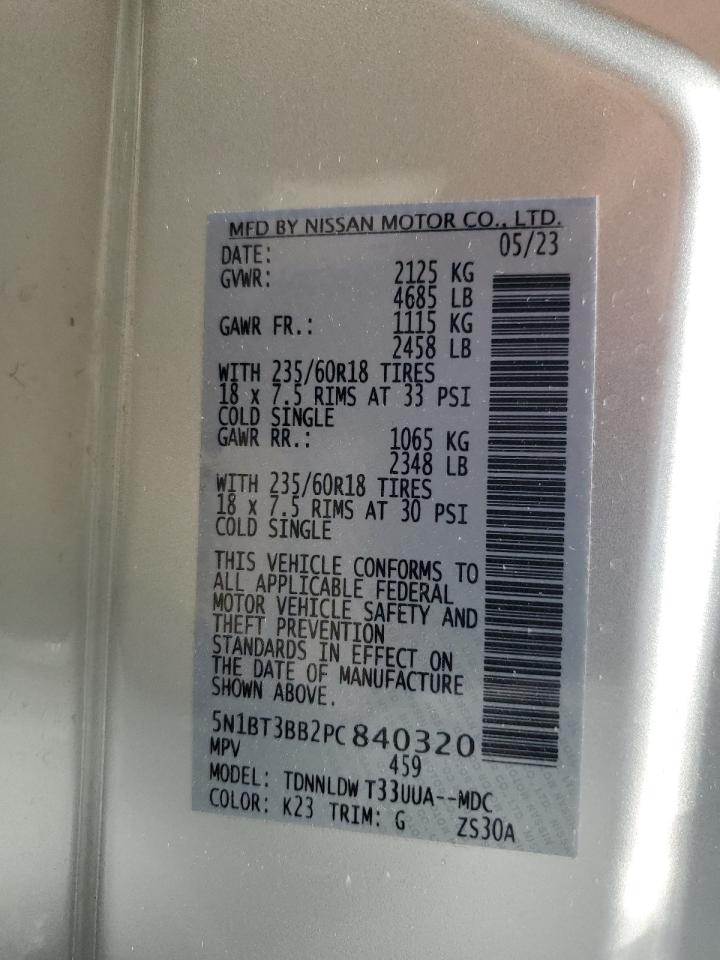 MFD BY NISSAN MOTOR CO., LTD.
DATE: 05/23
GVWR: 2125 KG
4685 LB
GAWR FR.: 1115 KG
2458 LB
WITH 235/60R18 TIRES
18 x 7.5 RIMS AT 33 PSI
COLD SINGLE
GAWR RR.: 1065 KG
2348 LB
WITH 235/60R18 TIRES
18 x 7.5 RIMS AT 30 PSI
COLD SINGLE
THIS VEHICLE CONFORMS TO
ALL APPLICABLE FEDERAL
MOTOR VEHICLE SAFETY AND
THEFT PREVENTION
STANDARDS IN EFFECT ON
THE DATE OF MANUFACTURE
SHOWN ABOVE.
5N1BT3BB2PC840320
MPV 459
MODEL: TDNNLDW T33UUA--MDC
COLOR: K23 TRIM: G ZS30A